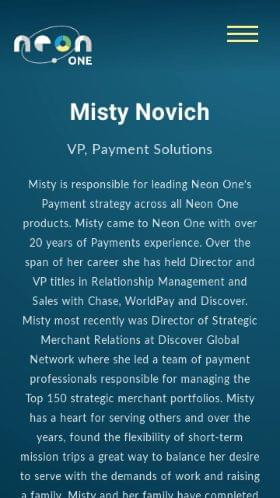 neon
ONE
Misty Novich
VP, Payment Solutions
Misty is responsible for leading Neon One's
Payment strategy across all Neon One
products. Misty came to Neon One with over
20 years of Payments experience. Over the
span of her career she has held Director and
VP titles in Relationship Management and
Sales with Chase, WorldPay and Discover.
Misty most recently was Director of Strategic
Merchant Relations at Discover Global
Network where she led a team of payment
professionals responsible for managing the
Top 150 strategic merchant portfolios. Misty
has a heart for serving others and over the
years, found the flexibility of short-term
mission trips a great way to balance her desire
to serve with the demands of work and raising
a family. Misty and her family have completed